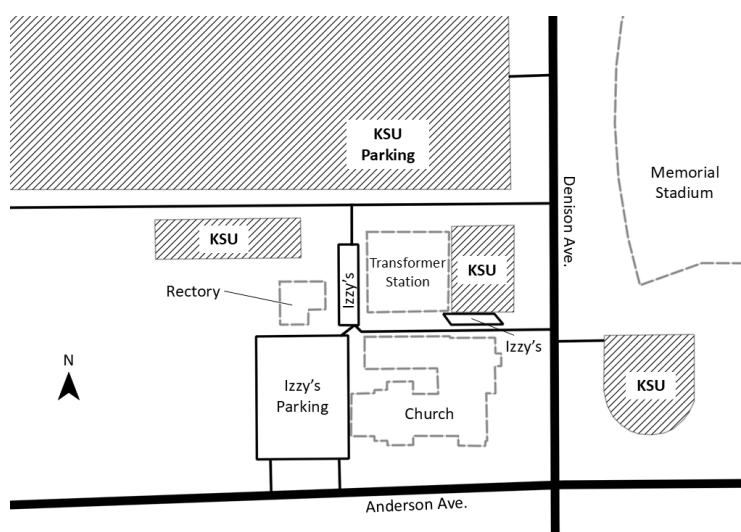 KSU
Parking
Memorial
Stadium
Denison Ave.
KSU
Transformer
Station
KSU
Izzy's
Rectory
Izzy's
N
Izzy's
Parking
Church
KSU
Anderson Ave.